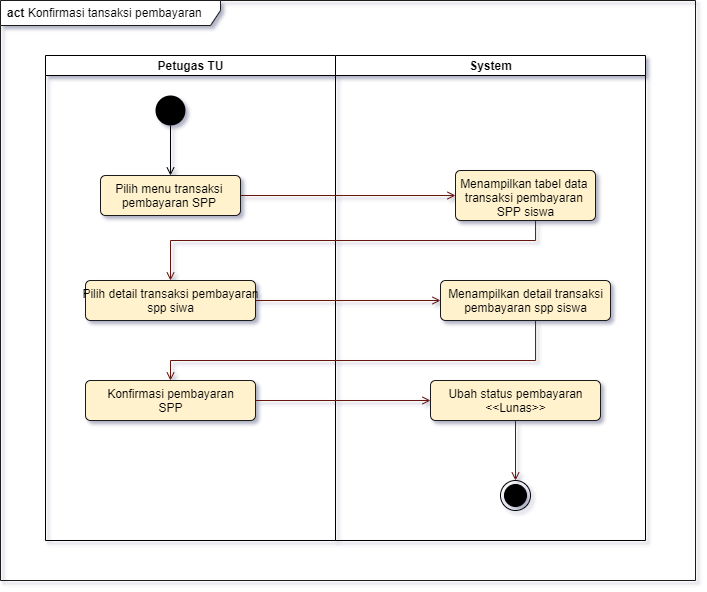 act Konfirmasi tansaksi pembayaran
Petugas TU
System
Pilih menu transaksi
pembayaran SPP
Menampilkan tabel data
transaksi pembayaran
SPP siswa
Pilih detail transaksi pembayaran
spp siwa
Menampilkan detail transaksi
pembayaran spp siswa
Konfirmasi pembayaran
SPP
Ubah status pembayaran
<<Lunas>>